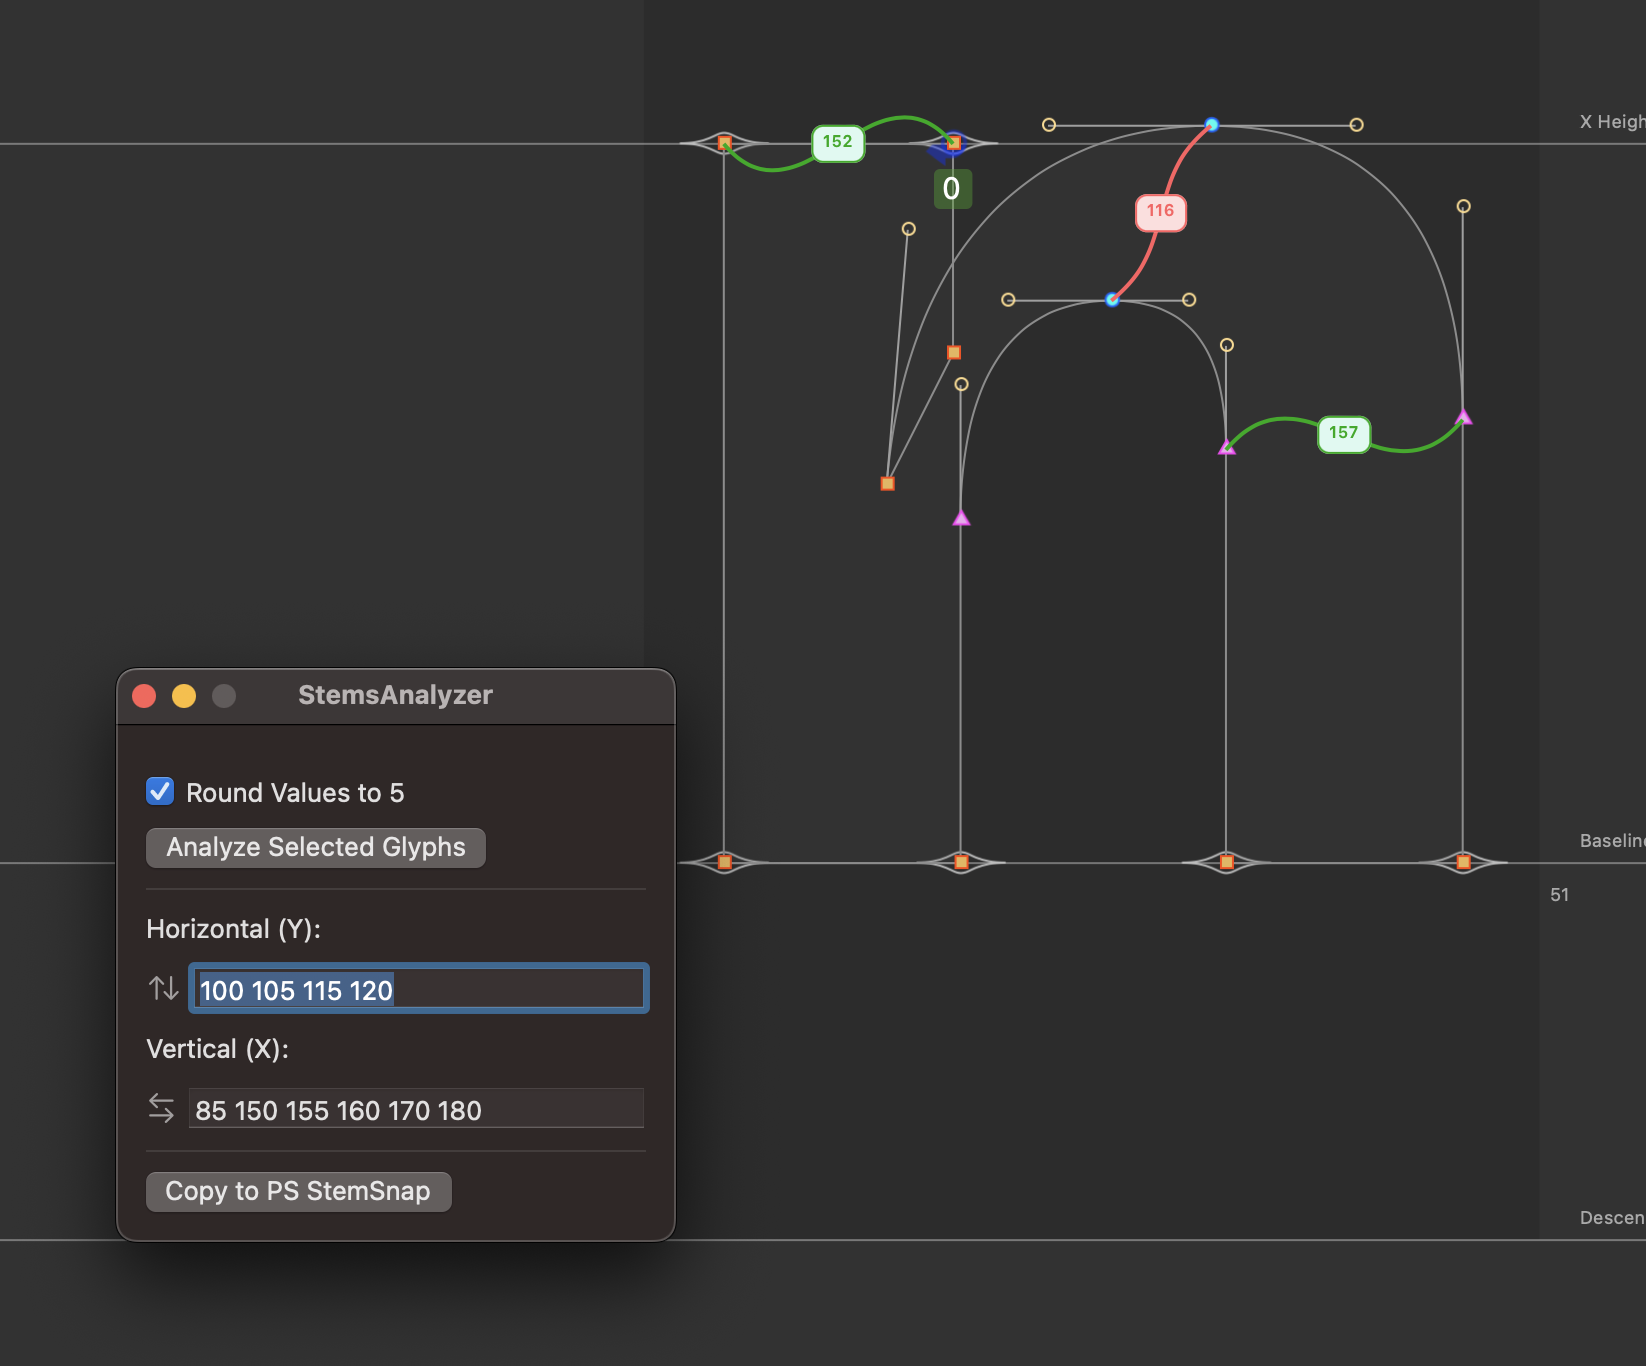 X Heigh
152
0
116
157
Baseline
51
StemsAnalyzer
Round Values to 5
Analyze Selected Glyphs
Horizontal (Y):
100 105 115 120
Vertical (X):
85 150 155 160 170 180
Copy to PS StemSnap
Descen